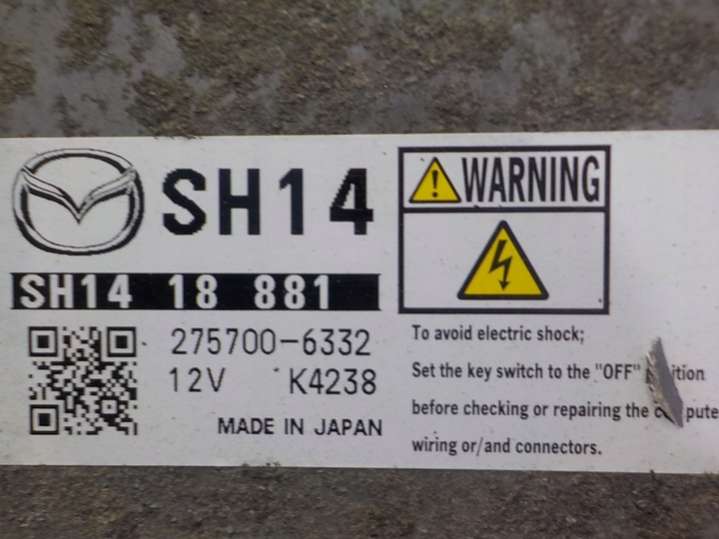 SH14
SH14 18 881
275700-6332
12V K4238
MADE IN JAPAN
WARNING
To avoid electric shock;
Set the key switch to the "OFF"
before checking or repairing the
wiring or/and connectors.